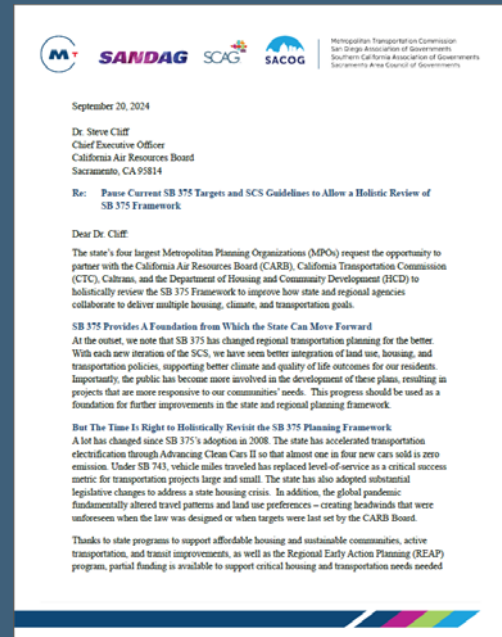 MT
SANDAG
SCAG
SACOG
Metropolitan Transportation Commission
San Diego Association of Governments
Southern California Association of Governments
Sacramento Area Council of Governments
September 20, 2024
Dr. Steve Cliff
Chief Executive Officer
California Air Resources Board
Sacramento, CA 95814
Re: Pause Current SB 375 Targets and SCS Guidelines to Allow a Holistic Review of
SB 375 Framework
Dear Dr. Cliff:
The state's four largest Metropolitan Planning Organizations (MPOs) request the opportunity to
partner with the California Air Resources Board (CARB), California Transportation Commission
(CTC), Caltrans, and the Department of Housing and Community Development (HCD) to
holistically review the SB 375 Framework to improve how state and regional agencies
collaborate to deliver multiple housing, climate, and transportation goals.
SB 375 Provides A Foundation from Which the State Can Move Forward
At the outset, we note that SB 375 has changed regional transportation planning for the better.
With each new iteration of the SCS, we have seen better integration of land use, housing, and
transportation policies, supporting better climate and quality of life outcomes for our residents.
Importantly, the public has become more involved in the development of these plans, resulting in
projects that are more responsive to our communities' needs. This progress should be used as a
foundation for further improvements in the state and regional planning framework.
But The Time Is Right to Holistically Revisit the SB 375 Planning Framework
A lot has changed since SB 375's adoption in 2008. The state has accelerated transportation
electrification through Advancing Clean Cars II so that almost one in four new cars sold is zero
emission. Under SB 743, vehicle miles traveled has replaced level-of-service as a critical success
metric for transportation projects large and small. The state has also adopted substantial
legislative changes to address a state housing crisis. In addition, the global pandemic
fundamentally altered travel patterns and land use preferences – creating headwinds that were
unforeseen when the law was designed or when targets were last set by the CARB Board.
Thanks to state programs to support affordable housing and sustainable communities, active
transportation, and transit improvements, as well as the Regional Early Action Planning (REAP)
program, partial funding is available to support critical housing and transportation needs needed